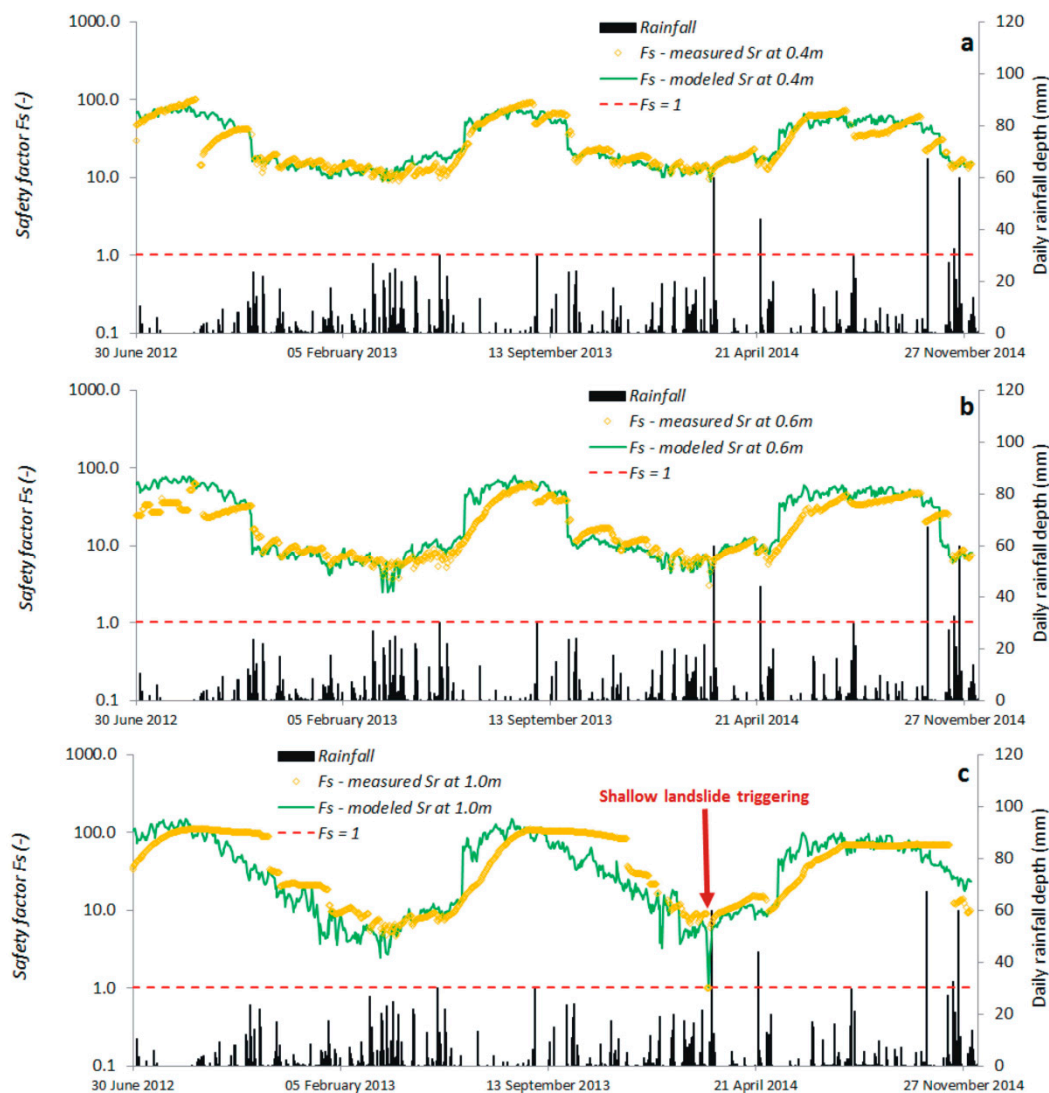 a
Rainfall
Fs - measured Sr at 0.4m
Fs - modeled Sr at 0.4m
Fs = 1
Safety factor Fs (-)
1000.0
100.0
10.0
1.0
0.1
120
100
80
60
40
20
0
Daily rainfall depth (mm)
30 June 2012 05 February 2013 13 September 2013 21 April 2014 27 November 2014
b
Rainfall
Fs - measured Sr at 0.6m
Fs - modeled Sr at 0.6m
Fs = 1
Safety factor Fs (-)
1000.0
100.0
10.0
1.0
0.1
120
100
80
60
40
20
0
Daily rainfall depth (mm)
30 June 2012 05 February 2013 13 September 2013 21 April 2014 27 November 2014
c
Rainfall
Fs - measured Sr at 1.0m
Fs - modeled Sr at 1.0m
Fs = 1
Shallow landslide triggering
Safety factor Fs (-)
1000.0
100.0
10.0
1.0
0.1
120
100
80
60
40
20
0
Daily rainfall depth (mm)
30 June 2012 05 February 2013 13 September 2013 21 April 2014 27 November 2014